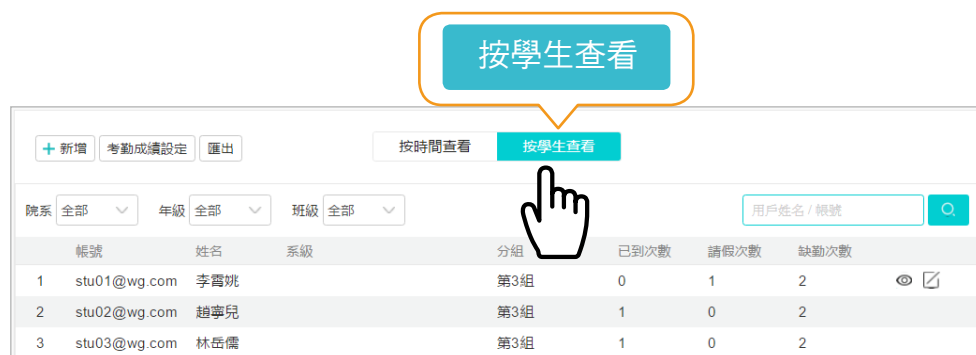 按學生查看
新增 考勤成績設定 匯出 按時間查看 按學生查看
院系 全部 年級 全部 班級 全部 用戶姓名 / 帳號
帳號 姓名 系級 分組 已到次數 請假次數 缺勤次數
1 stu01@wg.com 李霄姚 第3組 0 1 2
2 stu02@wg.com 趙寧兒 第3組 1 0 2
3 stu03@wg.com 林岳儒 第3組 1 0 2